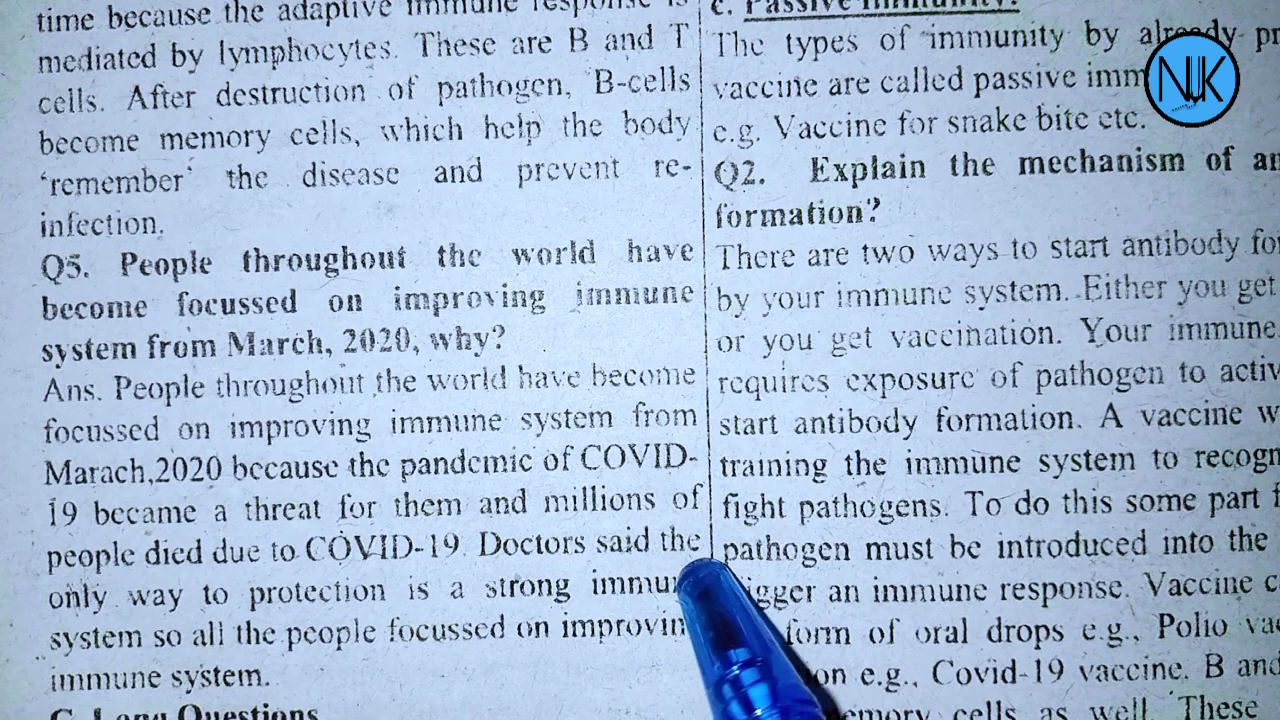 time because the adaptive immune response is
mediated by lymphocytes. These are B and T
cells. After destruction of pathogen, B-cells
become memory cells, which help the body
‘remember’ the disease and prevent re-
infection.
Q5. People throughout the world have
become focussed on improving immune
system from March, 2020, why?
Ans. People throughout the world have become
focussed on improving immune system from
Marach,2020 because the pandemic of COVID-
19 became a threat for them and millions of
people died due to COVID-19. Doctors said the
only way to protection is a strong immun
system so all the people focussed on improvin
immune system.
C. Long Questions
c. Passive Immunity:
The types of immunity by already pr
vaccine are called passive imm
e.g. Vaccine for snake bite etc.
Q2. Explain the mechanism of an
formation?
There are two ways to start antibody fo
by your immune system. Either you get
or you get vaccination. Your immune
requires exposure of pathogen to activ
start antibody formation. A vaccine w
training the immune system to recogn
fight pathogens. To do this some part
pathogen must be introduced into the
igger an immune response. Vaccine c
form of oral drops e.g., Polio va
on e.g., Covid-19 vaccine. B and
emory cells as well. These
NJK